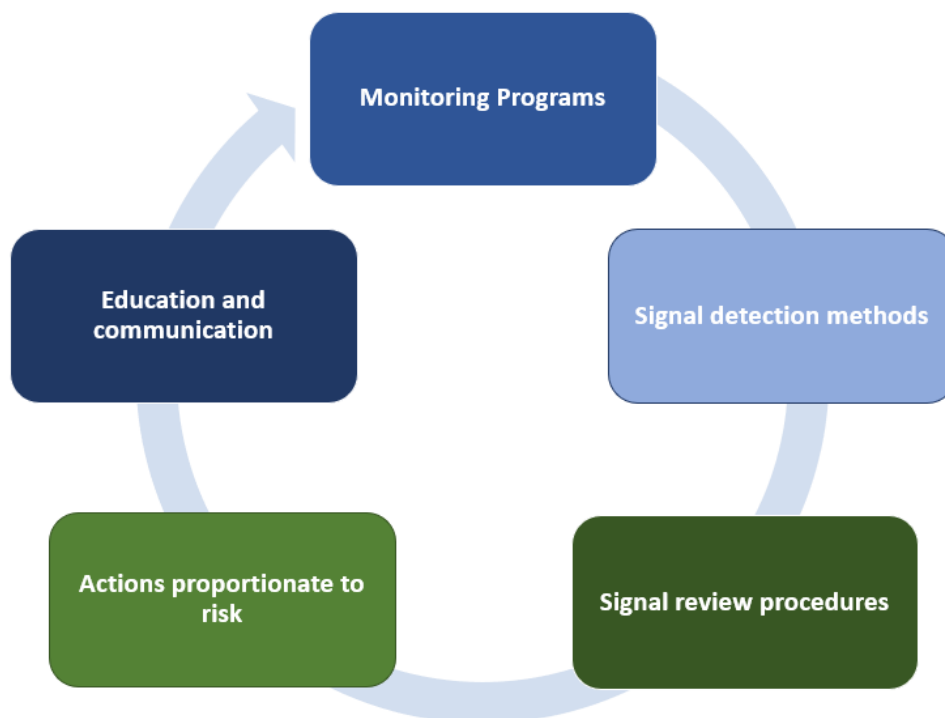 Monitoring Programs
Signal detection methods
Signal review procedures
Actions proportionate to
risk
Education and
communication